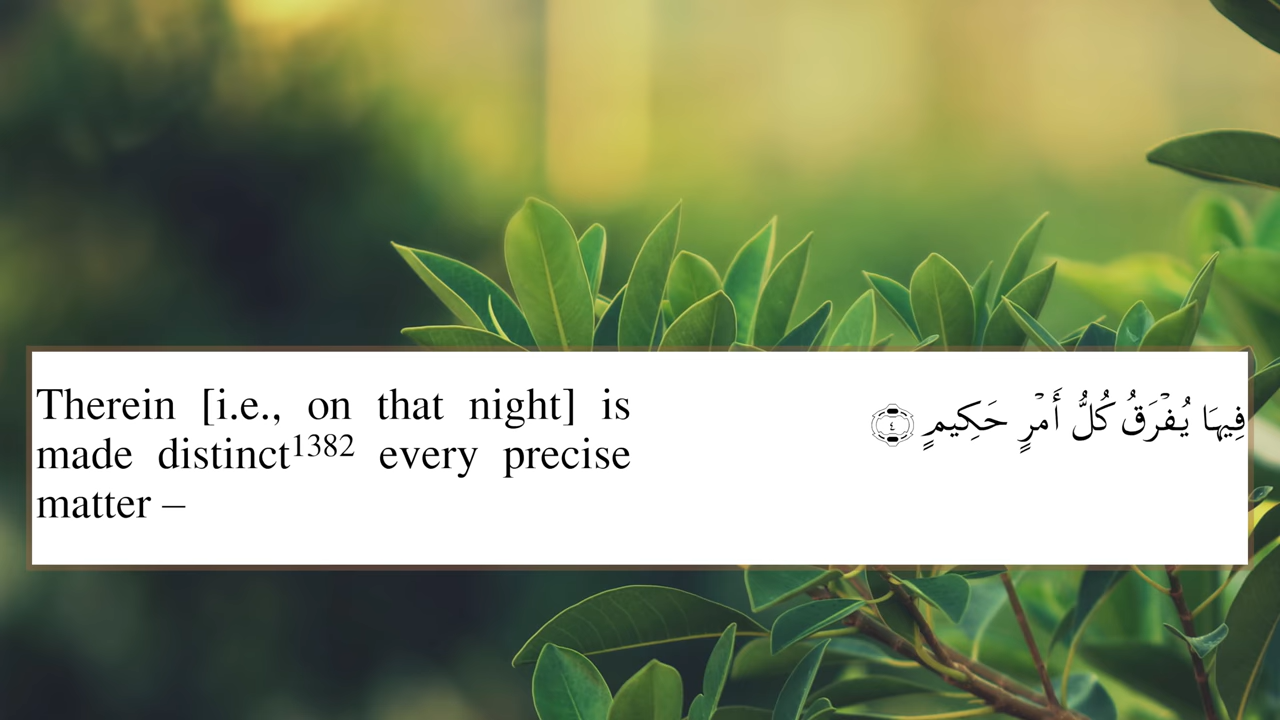 Therein [i.e., on that night] is
made distinct1382 every precise
matter –
فِيهَا يُفۡرَقُ كُلُّ أَمۡرٍ حَكِيمٍ ٤